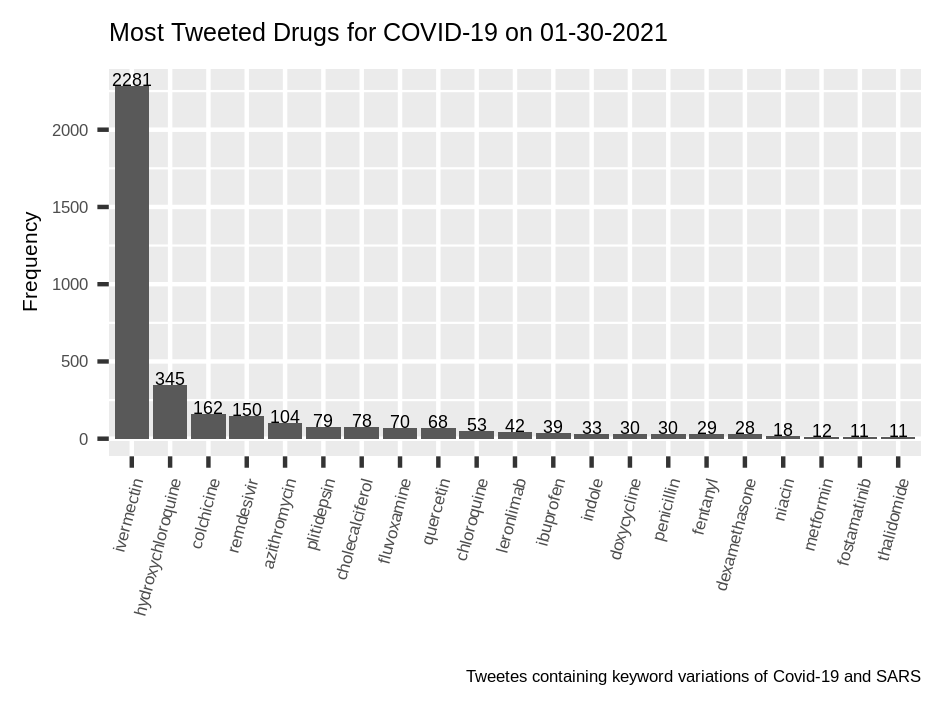 Most Tweeted Drugs for COVID-19 on 01-30-2021
Frequency
2000
1500
1000
500
0
2281
345
162
150
104
79
78
70
68
53
42
39
33
30
30
29
28
18
12
11
11
ivermectin
hydroxychloroquine
colchicine
remdesivir
azithromycin
plitidepsin
cholecalciferol
fluvoxamine
quercetin
chloroquine
leronlimab
ibuprofen
indole
doxycycline
penicillin
fentanyl
dexamethasone
niacin
metformin
fostamatinib
thalidomide
Tweetes containing keyword variations of Covid-19 and SARS